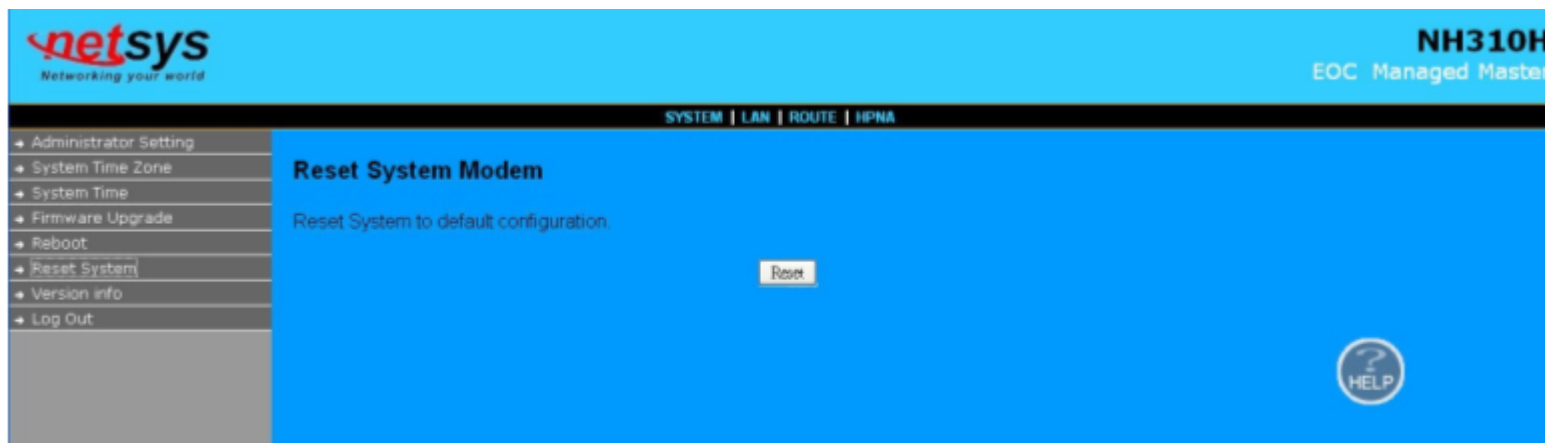 netsys
Networking your world
NH310H
EOC Managed Master
SYSTEM | LAN | ROUTE | HPNA
Administrator Setting
System Time Zone
System Time
Firmware Upgrade
Reboot
Reset System
Version info
Log Out
Reset System Modem
Reset System to default configuration.
Reset
?
HELP